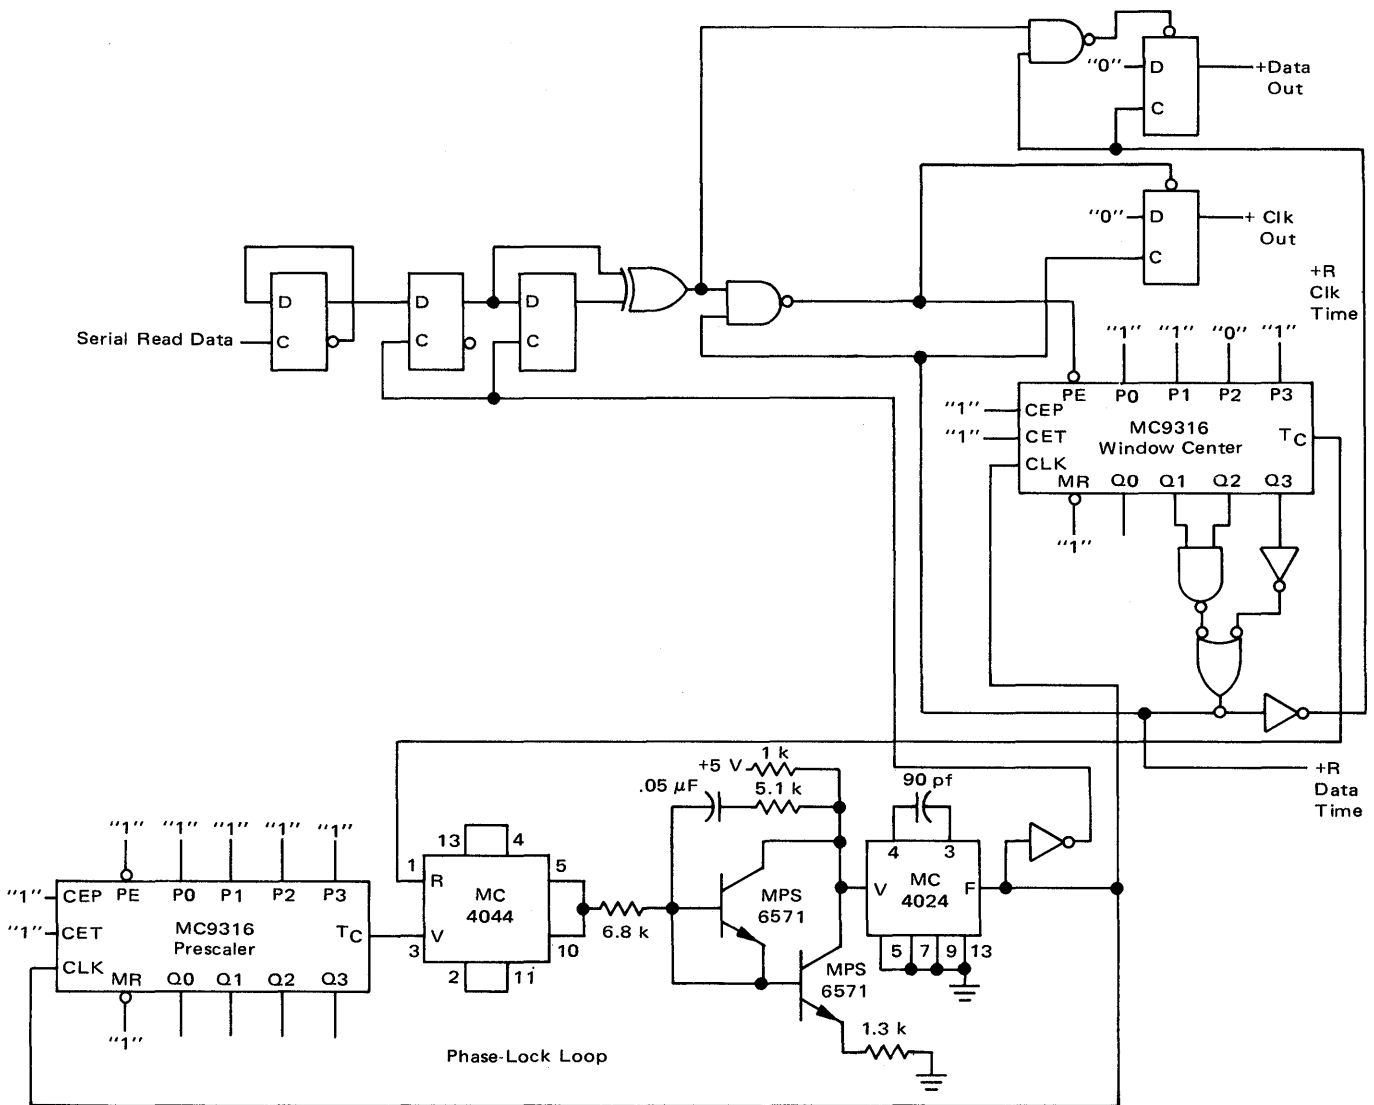 "0"
D
C
+Data
Out
"0"
D
C
+ Clk
Out
+R
Clk
Time
Serial Read Data
D
C
D
C
D
C
"1" "1" "0" "1"
PE P0 P1 P2 P3
"1" CEP
"1" CET
CLK
MC9316
Window Center
TC
MR Q0 Q1 Q2 Q3
"1"
+R
Data
Time
+5 V
1 k
.05 μF
5.1 k
90 pf
"1" "1" "1" "1" "1"
PE P0 P1 P2 P3
"1" CEP
"1" CET
CLK
MC9316
Prescaler
TC
MR Q0 Q1 Q2 Q3
"1"
13 4
1 R
5
MC
4044
3 V
10
2 11
6.8 k
MPS
6571
MPS
6571
1.3 k
4 3
V
MC
4024
F
5 7 9 13
Phase-Lock Loop